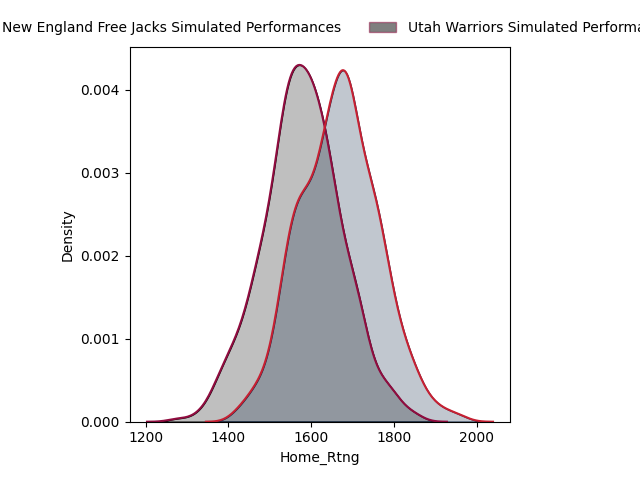 New England Free Jacks Simulated Performances Utah Warriors Simulated
0.004
0.003
Density
0.002
0.001
0.000
1200 1400 1600 1800 2000
Home_Rtng